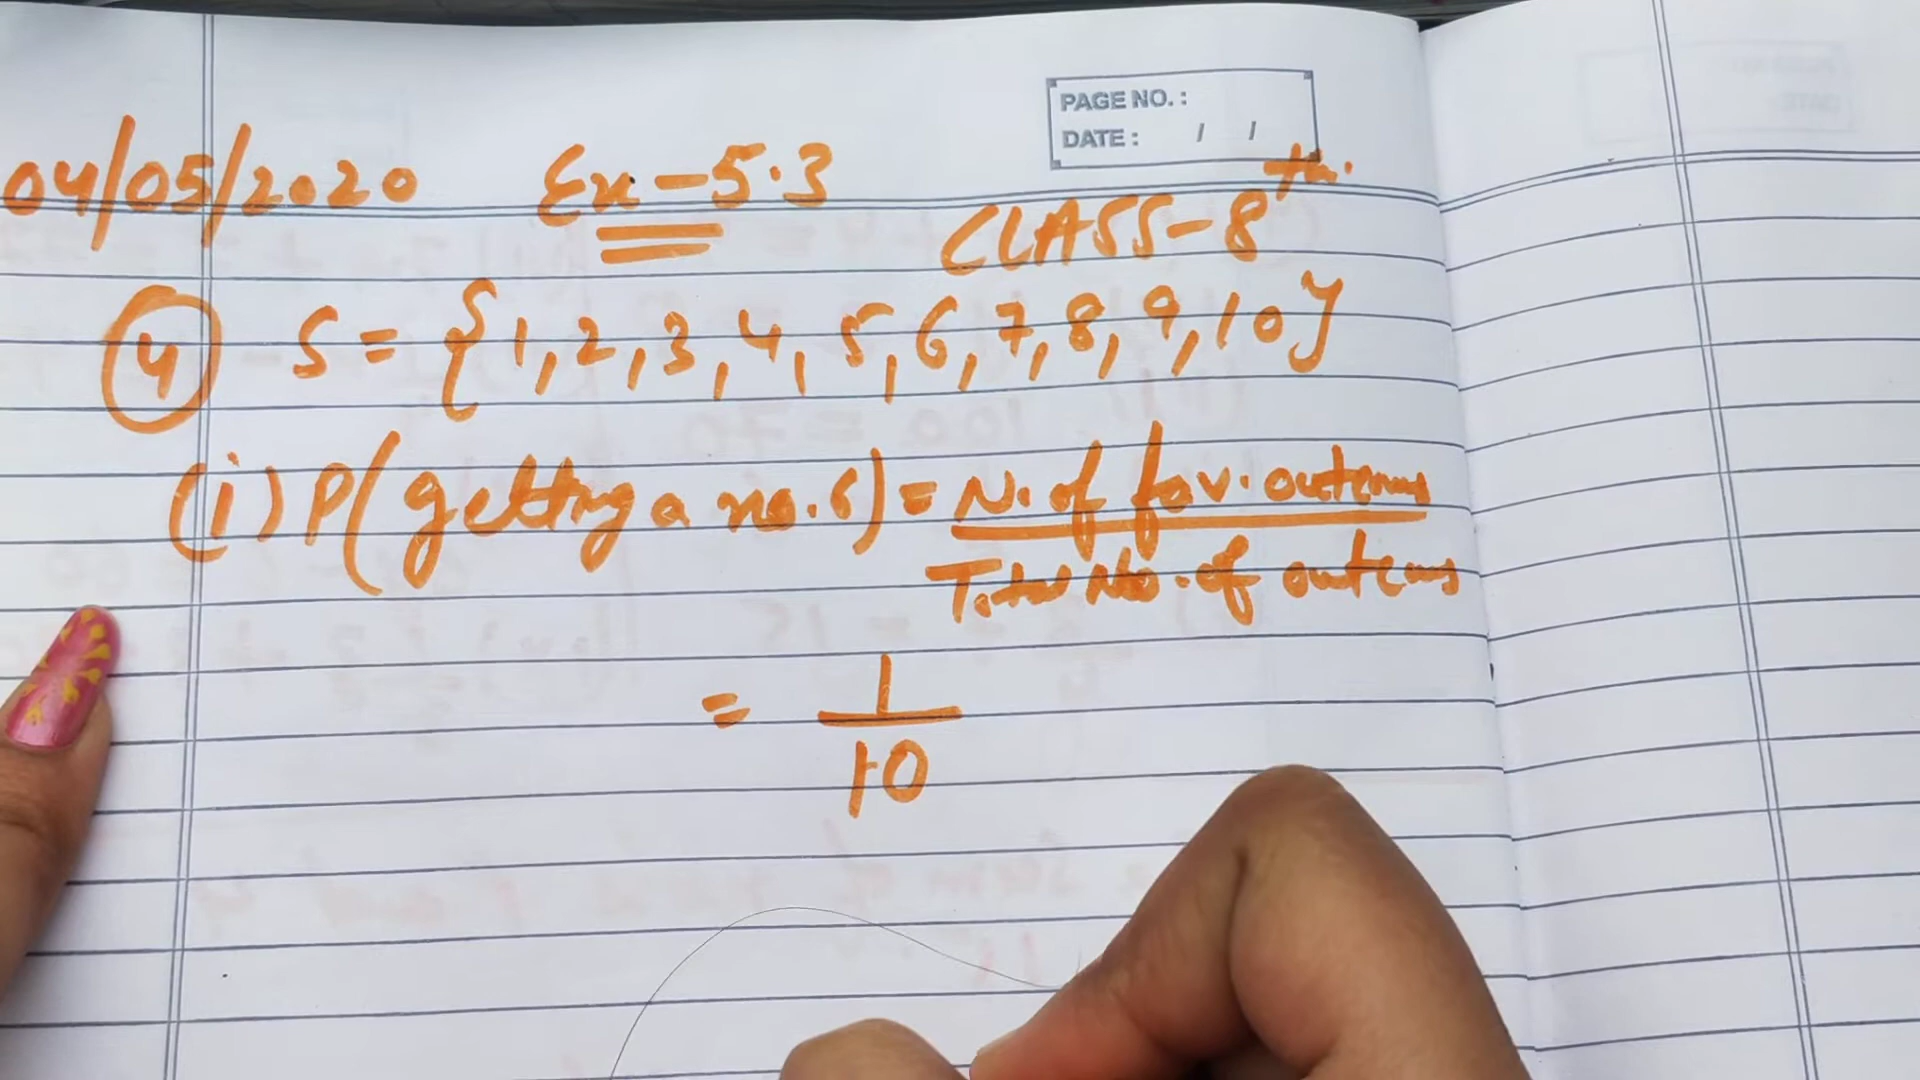 PAGE NO. :
DATE : / /
04/05/2020 Ex-5.3
CLASS-8th.
4 S = {1,2,3,4,5,6,7,8,9,10}
(i) P(getting a no. 6) = N. of fav. outcomes
Total No. of outcomes
= 1
10